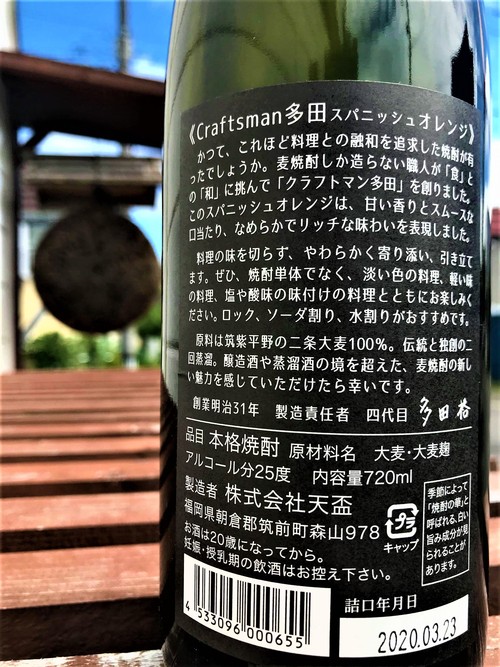 《Craftsman多田スパニッシュオレンジ》
かつて、これほど料理との融和を追求した焼酎が有
ったでしょうか。麦焼酎しか造らない職人が「食」と
の「和」に挑んで「クラフトマン多田」を創りました。
このスパニッシュオレンジは、甘い香りとスムースな
口当たり、なめらかでリッチな味わいを表現しました。
料理の味を切らず、やわらかく寄り添い、引き立て
ます。ぜひ、焼酎単体でなく、淡い色の料理、軽い味
の料理、塩や酸味の味付けの料理とともにお楽しみく
ださい。ロック、ソーダ割り、水割りがおすすめです。
原料は筑紫平野の二条大麦100%。伝統と独創の二
回蒸溜。醸造酒や蒸溜酒の境を超えた、麦焼酎の新し
い魅力を感じていただけたら幸いです。
創業明治31年 製造責任者 四代目 多田格
品目 本格焼酎 原材料名 大麦・大麦麹
アルコール分25度 内容量720ml
製造者 株式会社天盃
福岡県朝倉郡筑前町森山978
お酒は20歳になってから。
妊娠・授乳期の飲酒はお控え下さい。
プラ
キャップ
季節によって
「焼酎の華」と
呼ばれる、白い
旨み成分が見
られることが
あります。
4 533096 000655
詰口年月日
2020.03.23